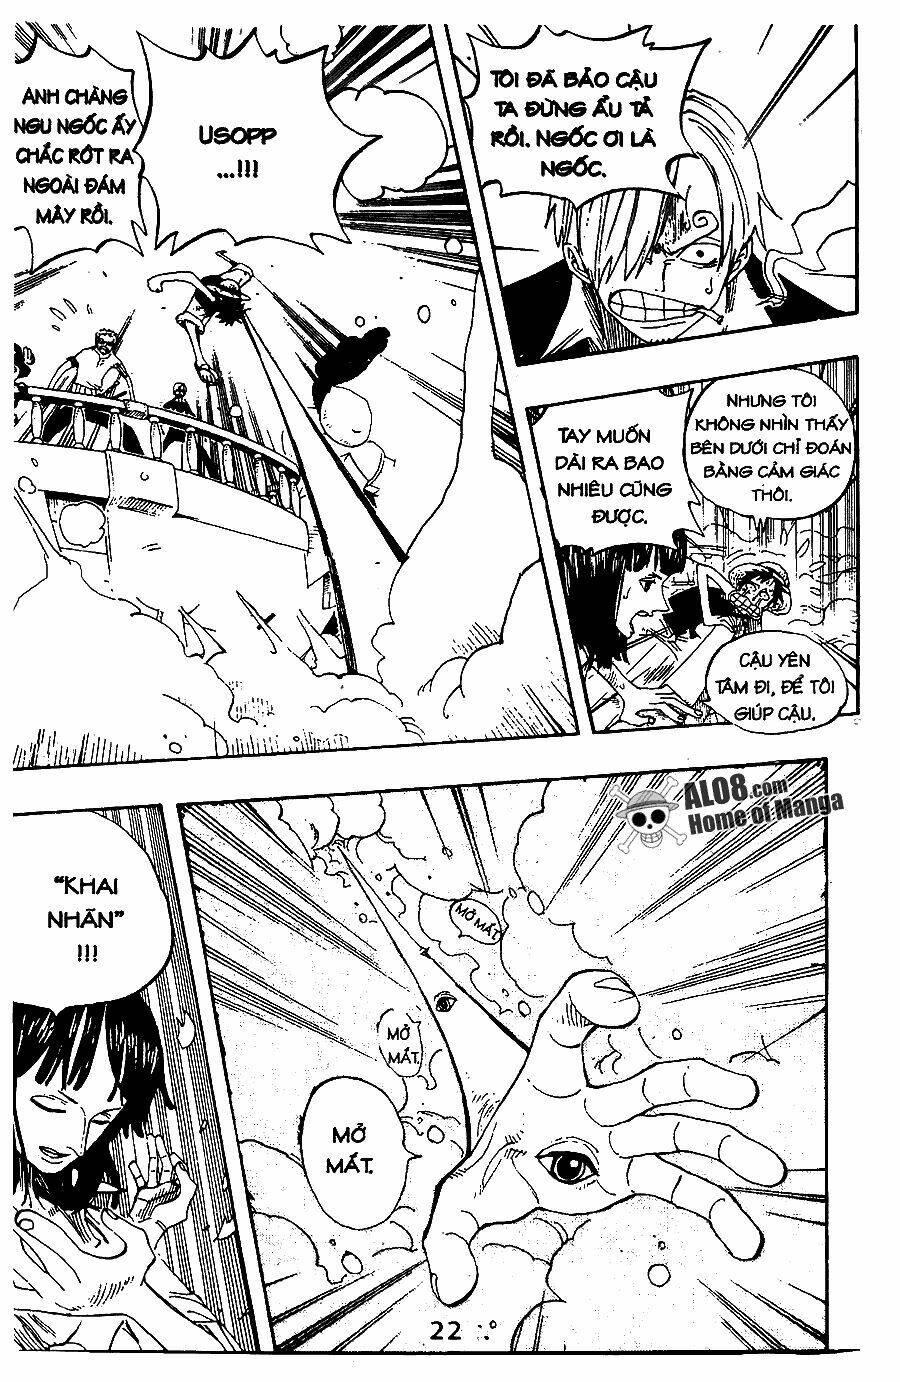 TÔI ĐÃ BẢO CẬU
TA ĐỪNG ẨU TẢ
RỒI. NGỐC ƠI LÀ
NGỐC.
USOPP
...!!!
ANH CHÀNG
NGU NGỐC ẤY
CHẮC RỚT RA
NGOÀI ĐÁM
MÂY RỒI.
NHƯNG TÔI
KHÔNG NHÌN THẤY
BÊN DƯỚI CHỈ ĐOÁN
BẰNG CẢM GIÁC
THÔI.
TAY MUỐN
DÀI RA BAO
NHIÊU CŨNG
ĐƯỢC.
CẬU YÊN
TÂM ĐI, ĐỂ TÔI
GIÚP CẬU.
AL08.com
Home of Manga
MỞ MẮT.
MỞ
MẮT.
MỞ
MẮT.
"KHAI
NHÃN"
!!!
22